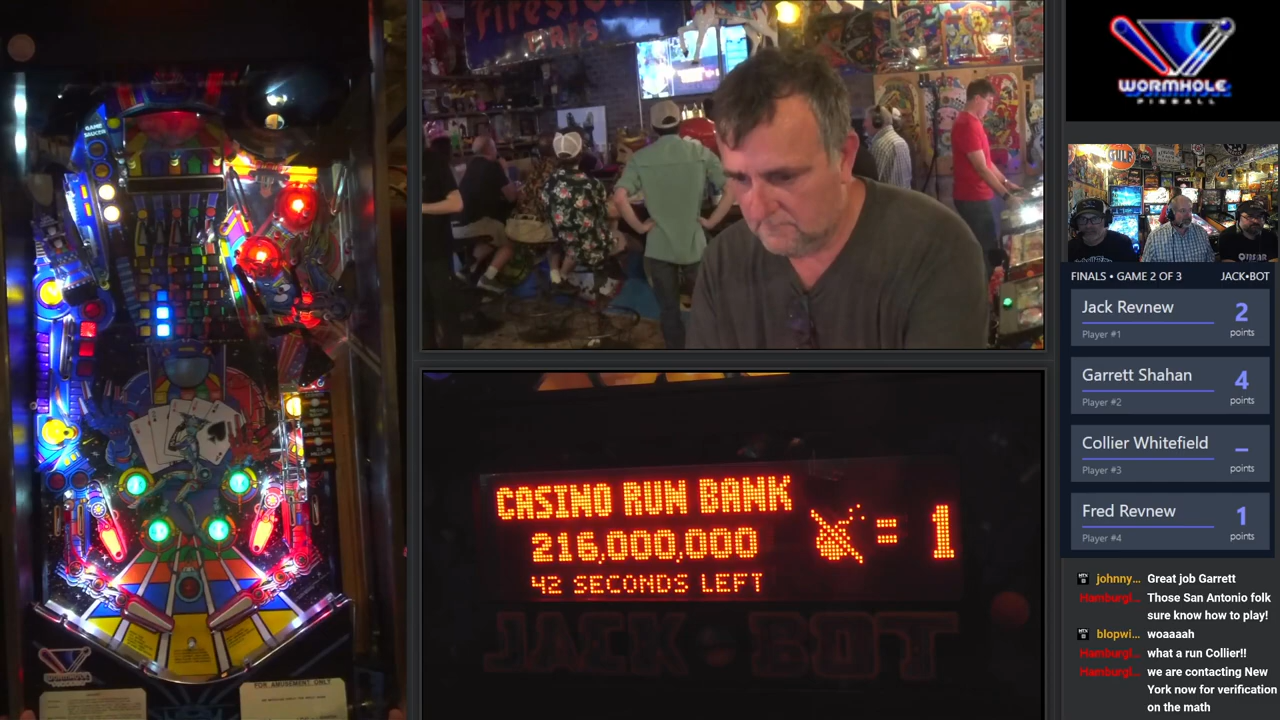 WORMHOLE
PINBALL
GULF
FINALS • GAME 2 OF 3
JACK•BOT
Jack Revnew
Player #1
2
points
Garrett Shahan
Player #2
4
points
Collier Whitefield
Player #3
–
points
Fred Revnew
Player #4
1
points
johnny... Great job Garrett
Hamburgl... Those San Antonio folk
sure know how to play!
blopwi... woaaaah
Hamburgl... what a run Collier!!
Hamburgl... we are contacting New
York now for verification
on the math
CASINO RUN BANK
216,000,000
42 SECONDS LEFT
= 1
JACK BOT
GAME
SAUCER
WORMHOLE
FOR AMUSEMENT ONLY